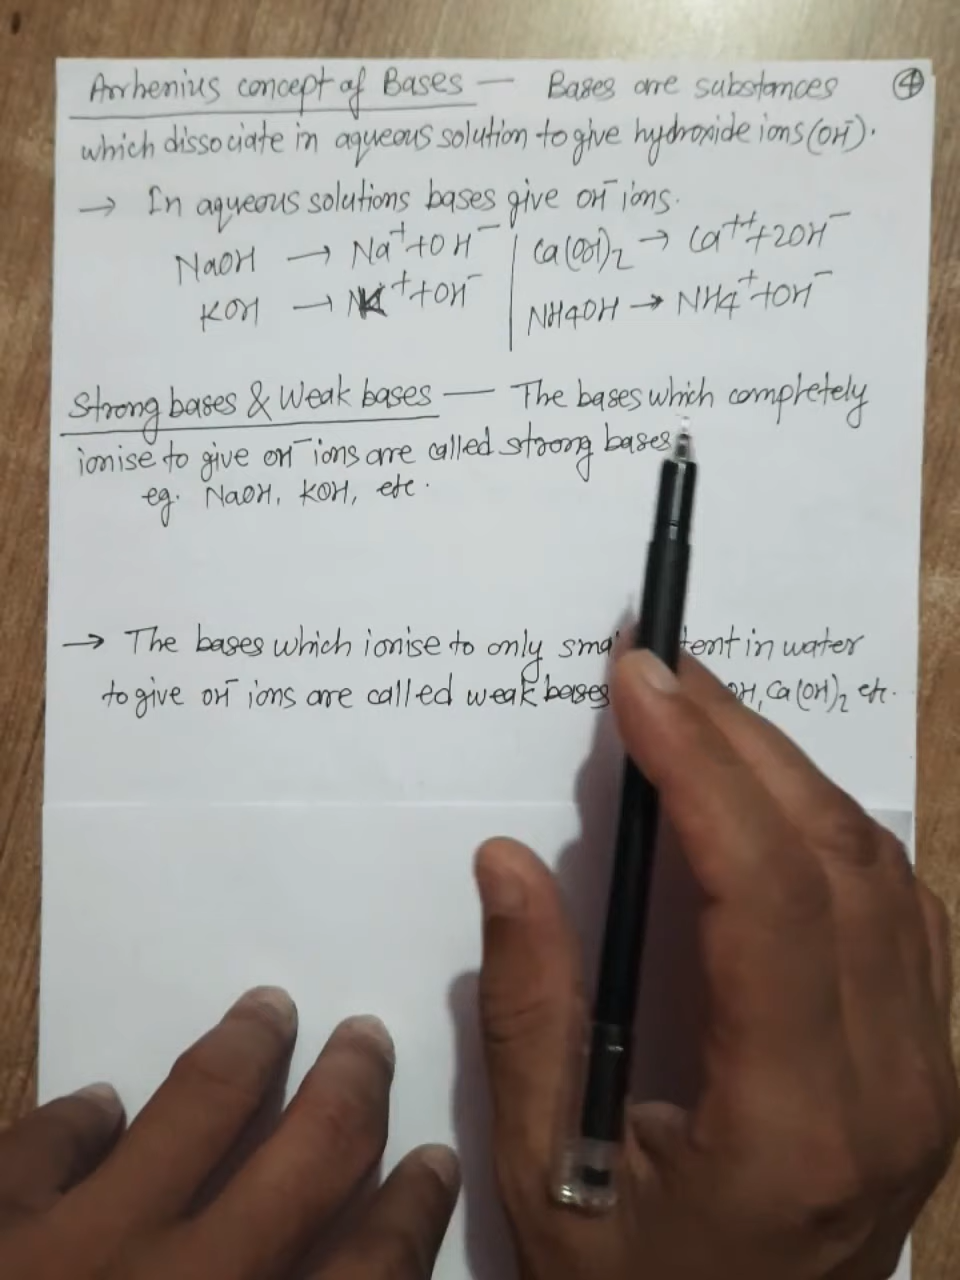 Arrhenius concept of Bases — Bases are substances ④
which dissociate in aqueous solution to give hydroxide ions (OH⁻).
→ In aqueous solutions bases give OH⁻ ions.
NaOH → Na⁺ + OH⁻ | Ca(OH)₂ → Ca⁺⁺ + 2OH⁻
KOH → K⁺ + OH⁻ | NH4OH → NH4⁺ + OH⁻
Strong bases & Weak bases — The bases which completely
ionise to give OH⁻ ions are called strong bases
eg. NaOH, KOH, etc.
→ The bases which ionise to only in water
to give OH⁻ ions are called weak bases Ca(OH)₂ etc.